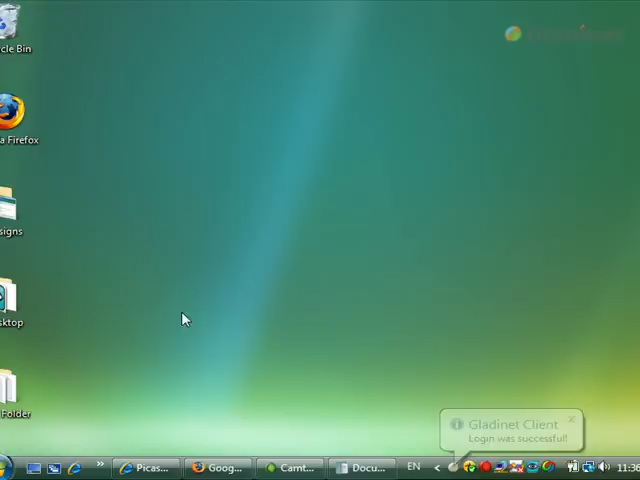 cle Bin
a Firefox
signs
sktop
Folder
Gladinet Client
Login was successful!
Picas...
Goog...
Camt...
Docu...
EN
11:36